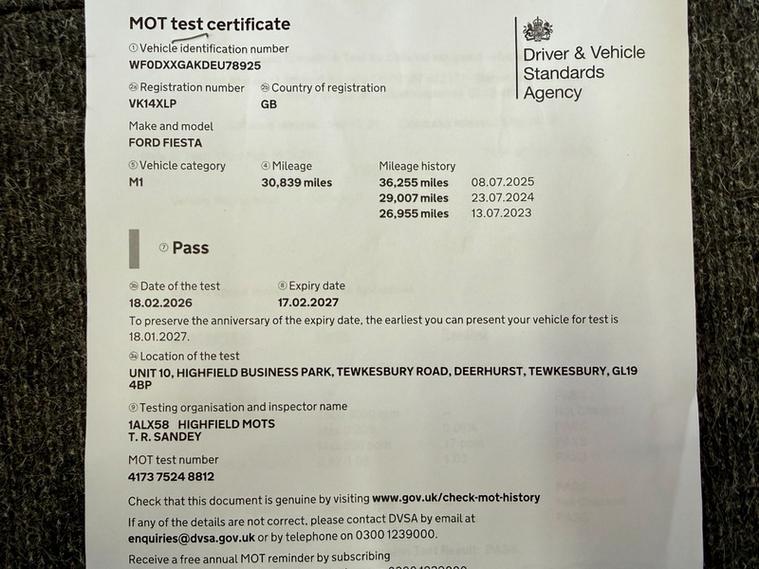 MOT test certificate
Driver & Vehicle
Standards
Agency
① Vehicle identification number
WF0DXXGAKDEU78925
Registration number Country of registration
VK14XLP GB
Make and model
FORD FIESTA
⑤ Vehicle category ④ Mileage Mileage history
M1 30,839 miles 36,255 miles 08.07.2025
29,007 miles 23.07.2024
26,955 miles 13.07.2023
⑦ Pass
Date of the test ⑧ Expiry date
18.02.2026 17.02.2027
To preserve the anniversary of the expiry date, the earliest you can present your vehicle for test is
18.01.2027.
Location of the test
UNIT 10, HIGHFIELD BUSINESS PARK, TEWKESBURY ROAD, DEERHURST, TEWKESBURY, GL19
4BP
⑨ Testing organisation and inspector name
1ALX58 HIGHFIELD MOTS
T. R. SANDEY
MOT test number
4173 7524 8812
Check that this document is genuine by visiting www.gov.uk/check-mot-history
If any of the details are not correct, please contact DVSA by email at
enquiries@dvsa.gov.uk or by telephone on 0300 1239000.
Receive a free annual MOT reminder by subscribing